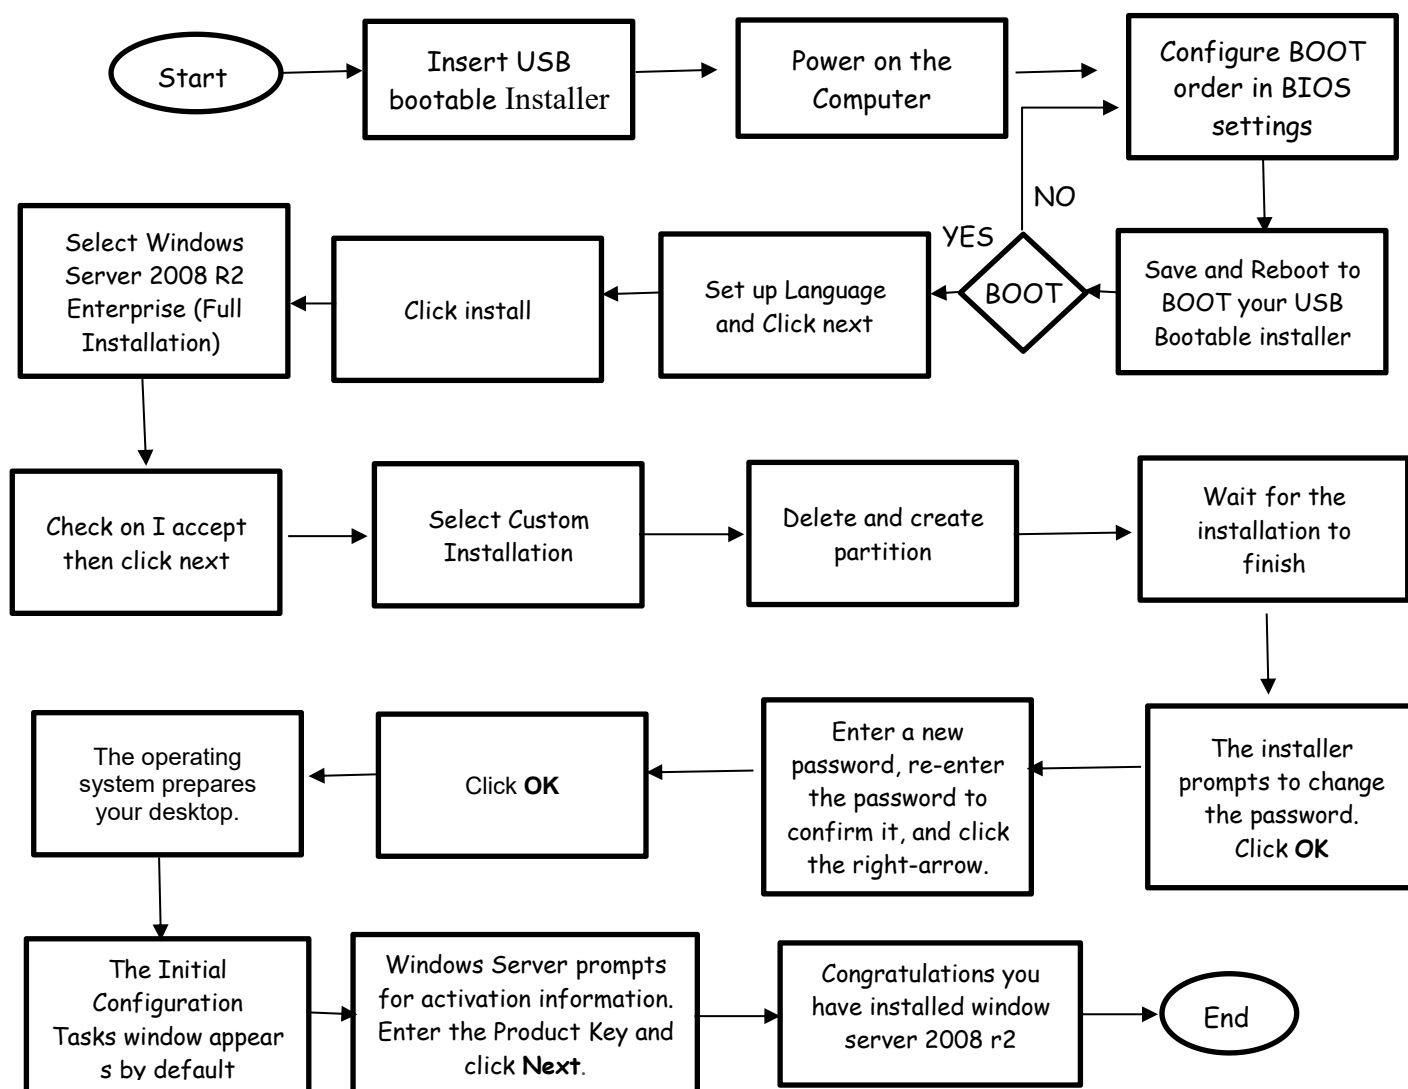 Start
Insert USB
bootable Installer
Power on the
Computer
Configure BOOT
order in BIOS
settings
NO
YES
Save and Reboot to
BOOT your USB
Bootable installer
BOOT
Set up Language
and Click next
Click install
Select Windows
Server 2008 R2
Enterprise (Full
Installation)
Check on I accept
then click next
Select Custom
Installation
Delete and create
partition
Wait for the
installation to
finish
The installer
prompts to change
the password.
Click OK
Enter a new
password, re-enter
the password to
confirm it, and click
the right-arrow.
Click OK
The operating
system prepares
your desktop.
The Initial
Configuration
Tasks window appear
s by default
Windows Server prompts
for activation information.
Enter the Product Key and
click Next.
Congratulations you
have installed window
server 2008 r2
End